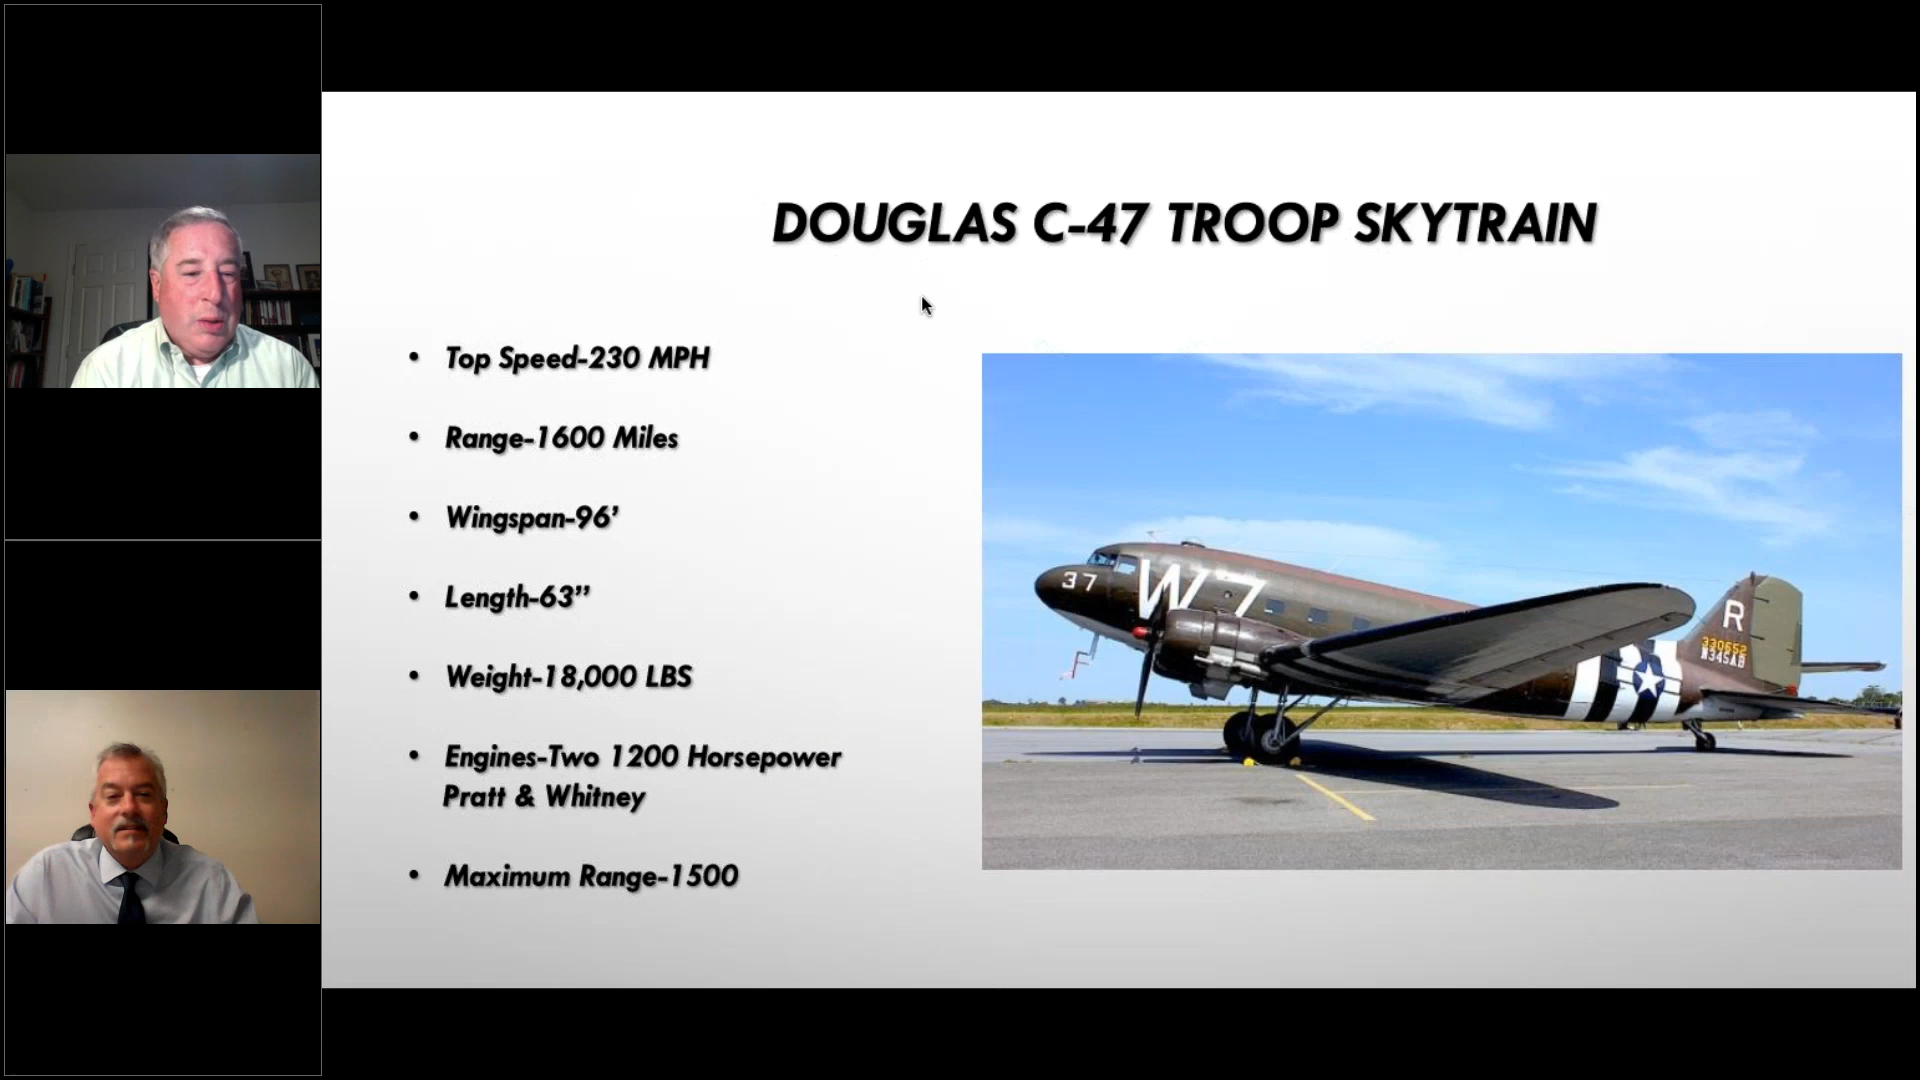 DOUGLAS C-47 TROOP SKYTRAIN
• Top Speed-230 MPH
• Range-1600 Miles
• Wingspan-96’
• Length-63’’
• Weight-18,000 LBS
• Engines-Two 1200 Horsepower
Pratt & Whitney
• Maximum Range-1500
37
W7
R
330652
N345AB